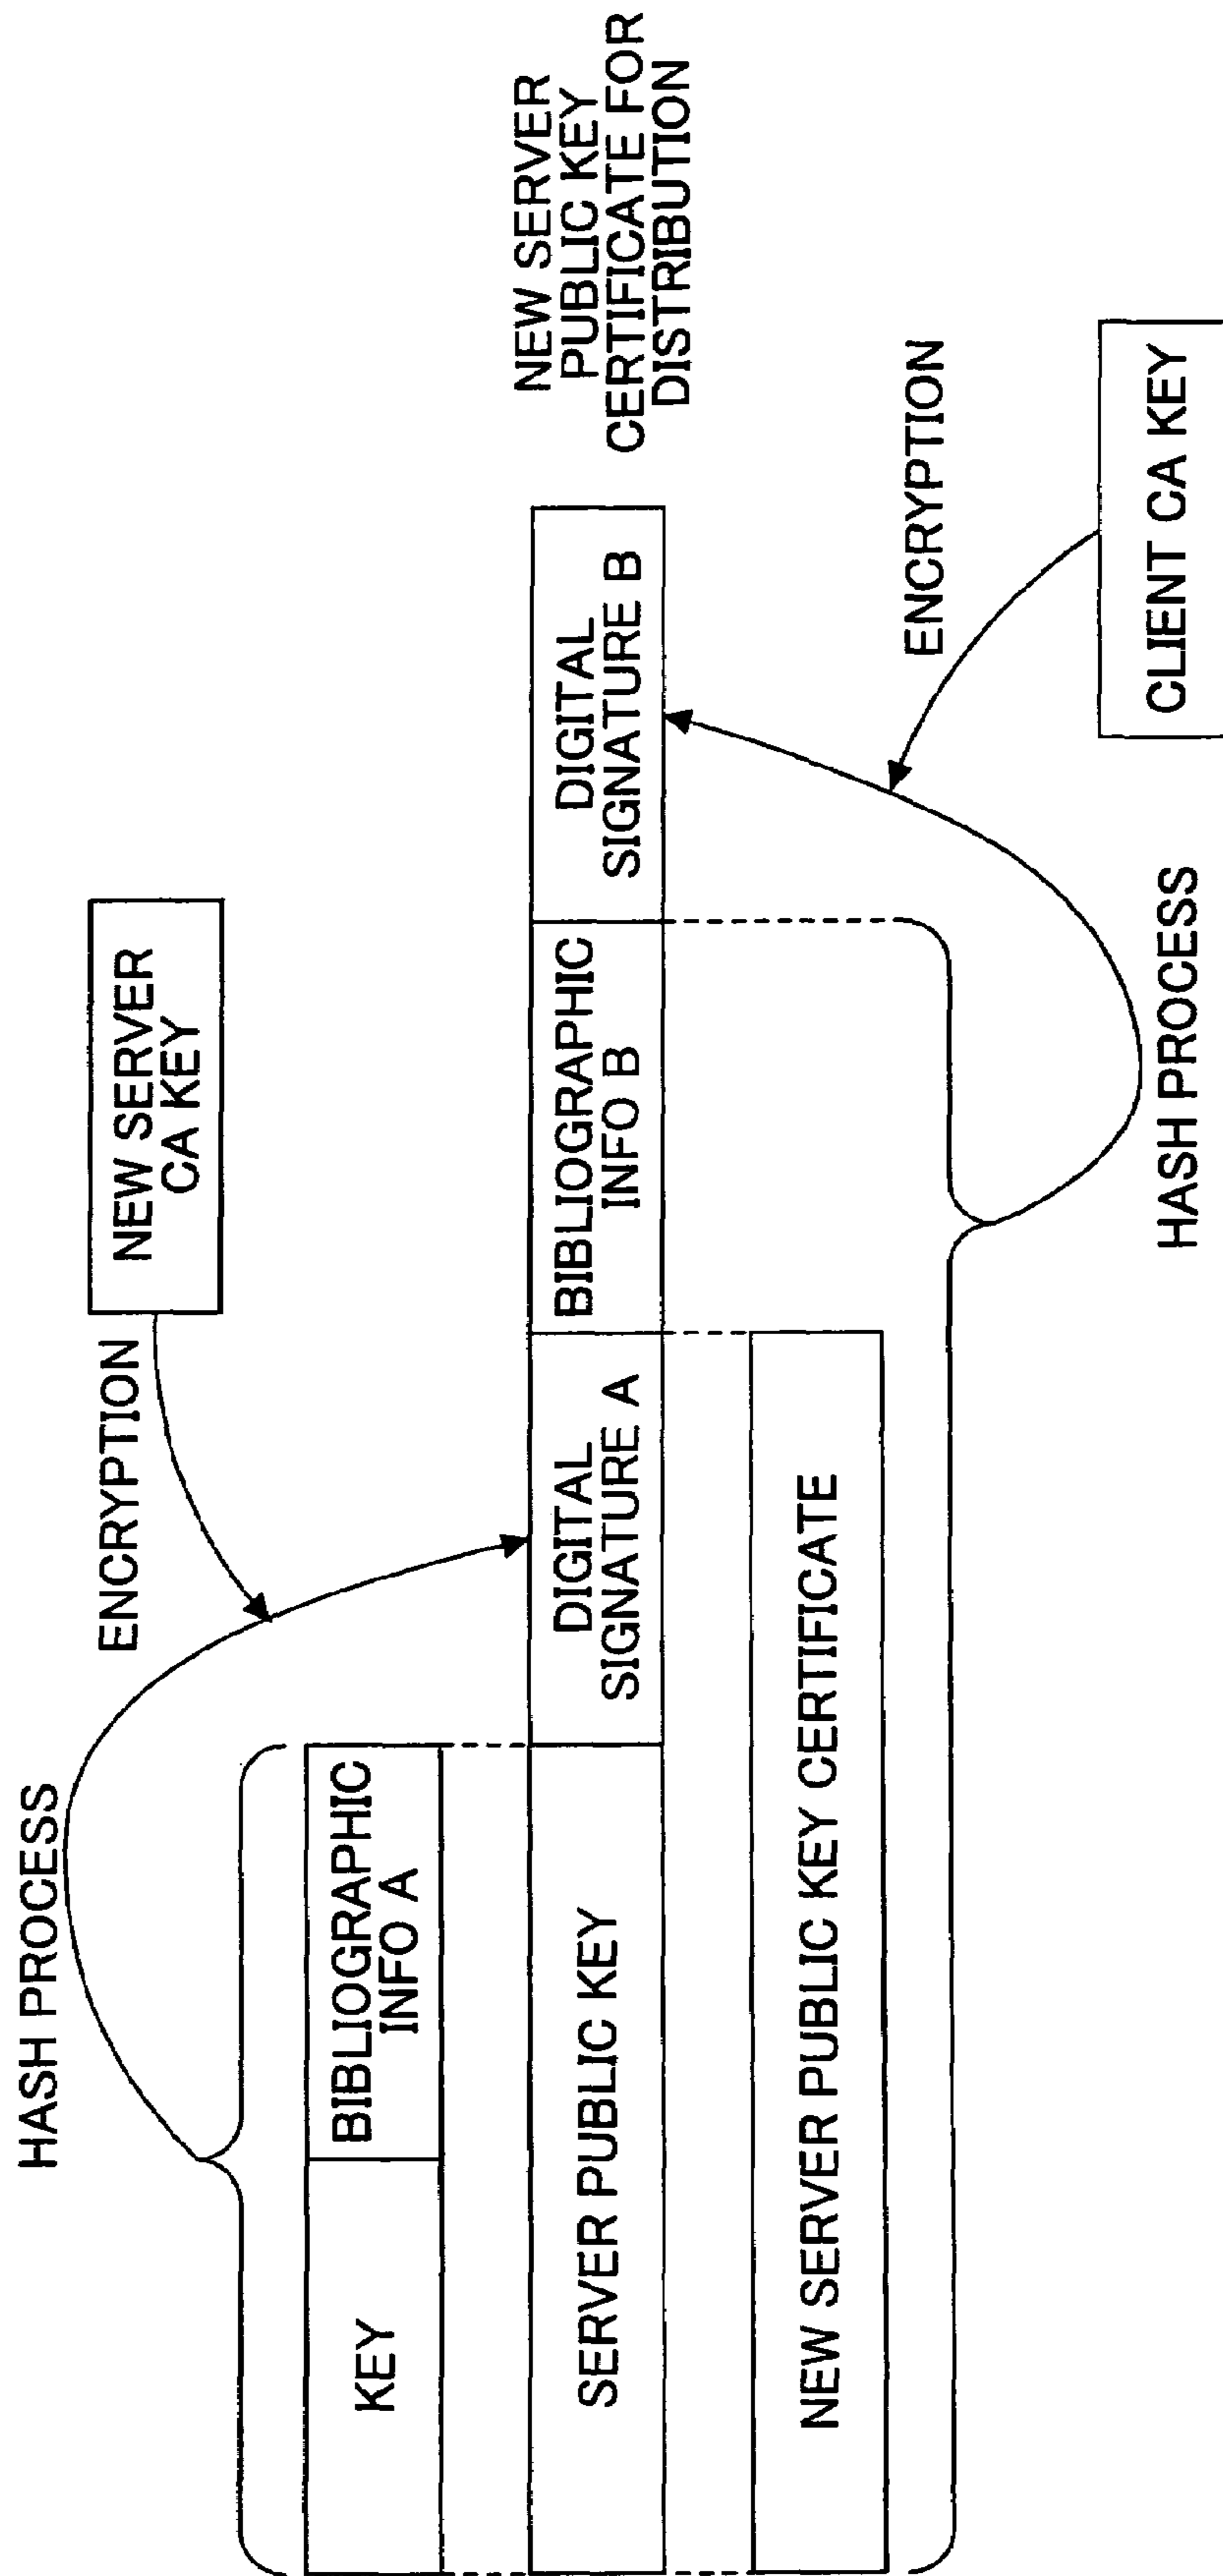 HASH PROCESS
ENCRYPTION
NEW SERVER
CA KEY
KEY
BIBLIOGRAPHIC
INFO A
SERVER PUBLIC KEY
DIGITAL
SIGNATURE A
BIBLIOGRAPHIC
INFO B
DIGITAL
SIGNATURE B
NEW SERVER
PUBLIC KEY
CERTIFICATE FOR
DISTRIBUTION
NEW SERVER PUBLIC KEY CERTIFICATE
ENCRYPTION
HASH PROCESS
CLIENT CA KEY